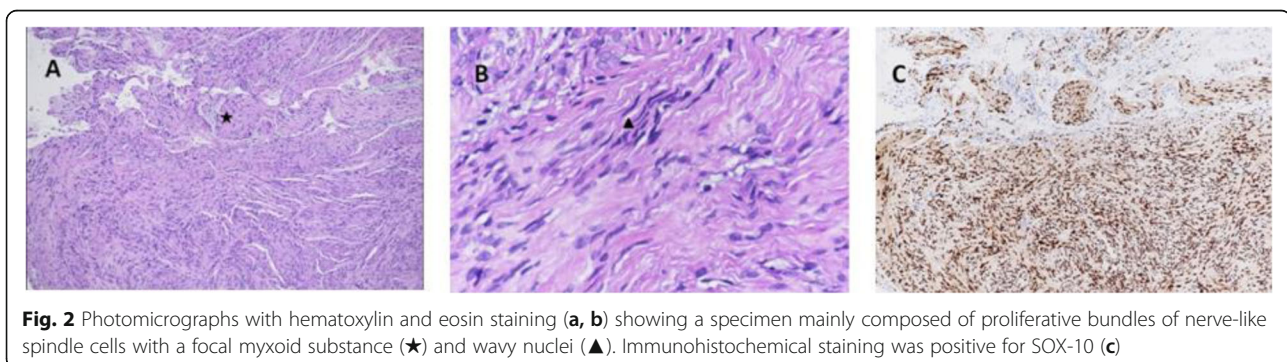 A
B
C
Fig. 2 Photomicrographs with hematoxylin and eosin staining (a, b) showing a specimen mainly composed of proliferative bundles of nerve-like
spindle cells with a focal myxoid substance (★) and wavy nuclei (▲). Immunohistochemical staining was positive for SOX-10 (c)